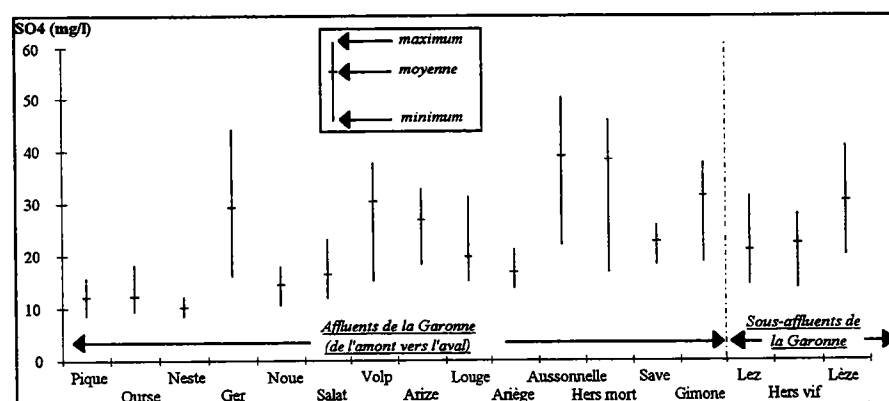 SO4 (mg/l)
maximum
moyenne
minimum
60
50
40
30
20
10
0
Affluents de la Garonne
(de l'amont vers l'aval)
Sous-affluents de
la Garonne
Pique Neste Noue Volp Louge Aussonnelle Save Lez Lèze
Ourse Ger Salat Arize Ariège Hers mort Gimone Hers vif